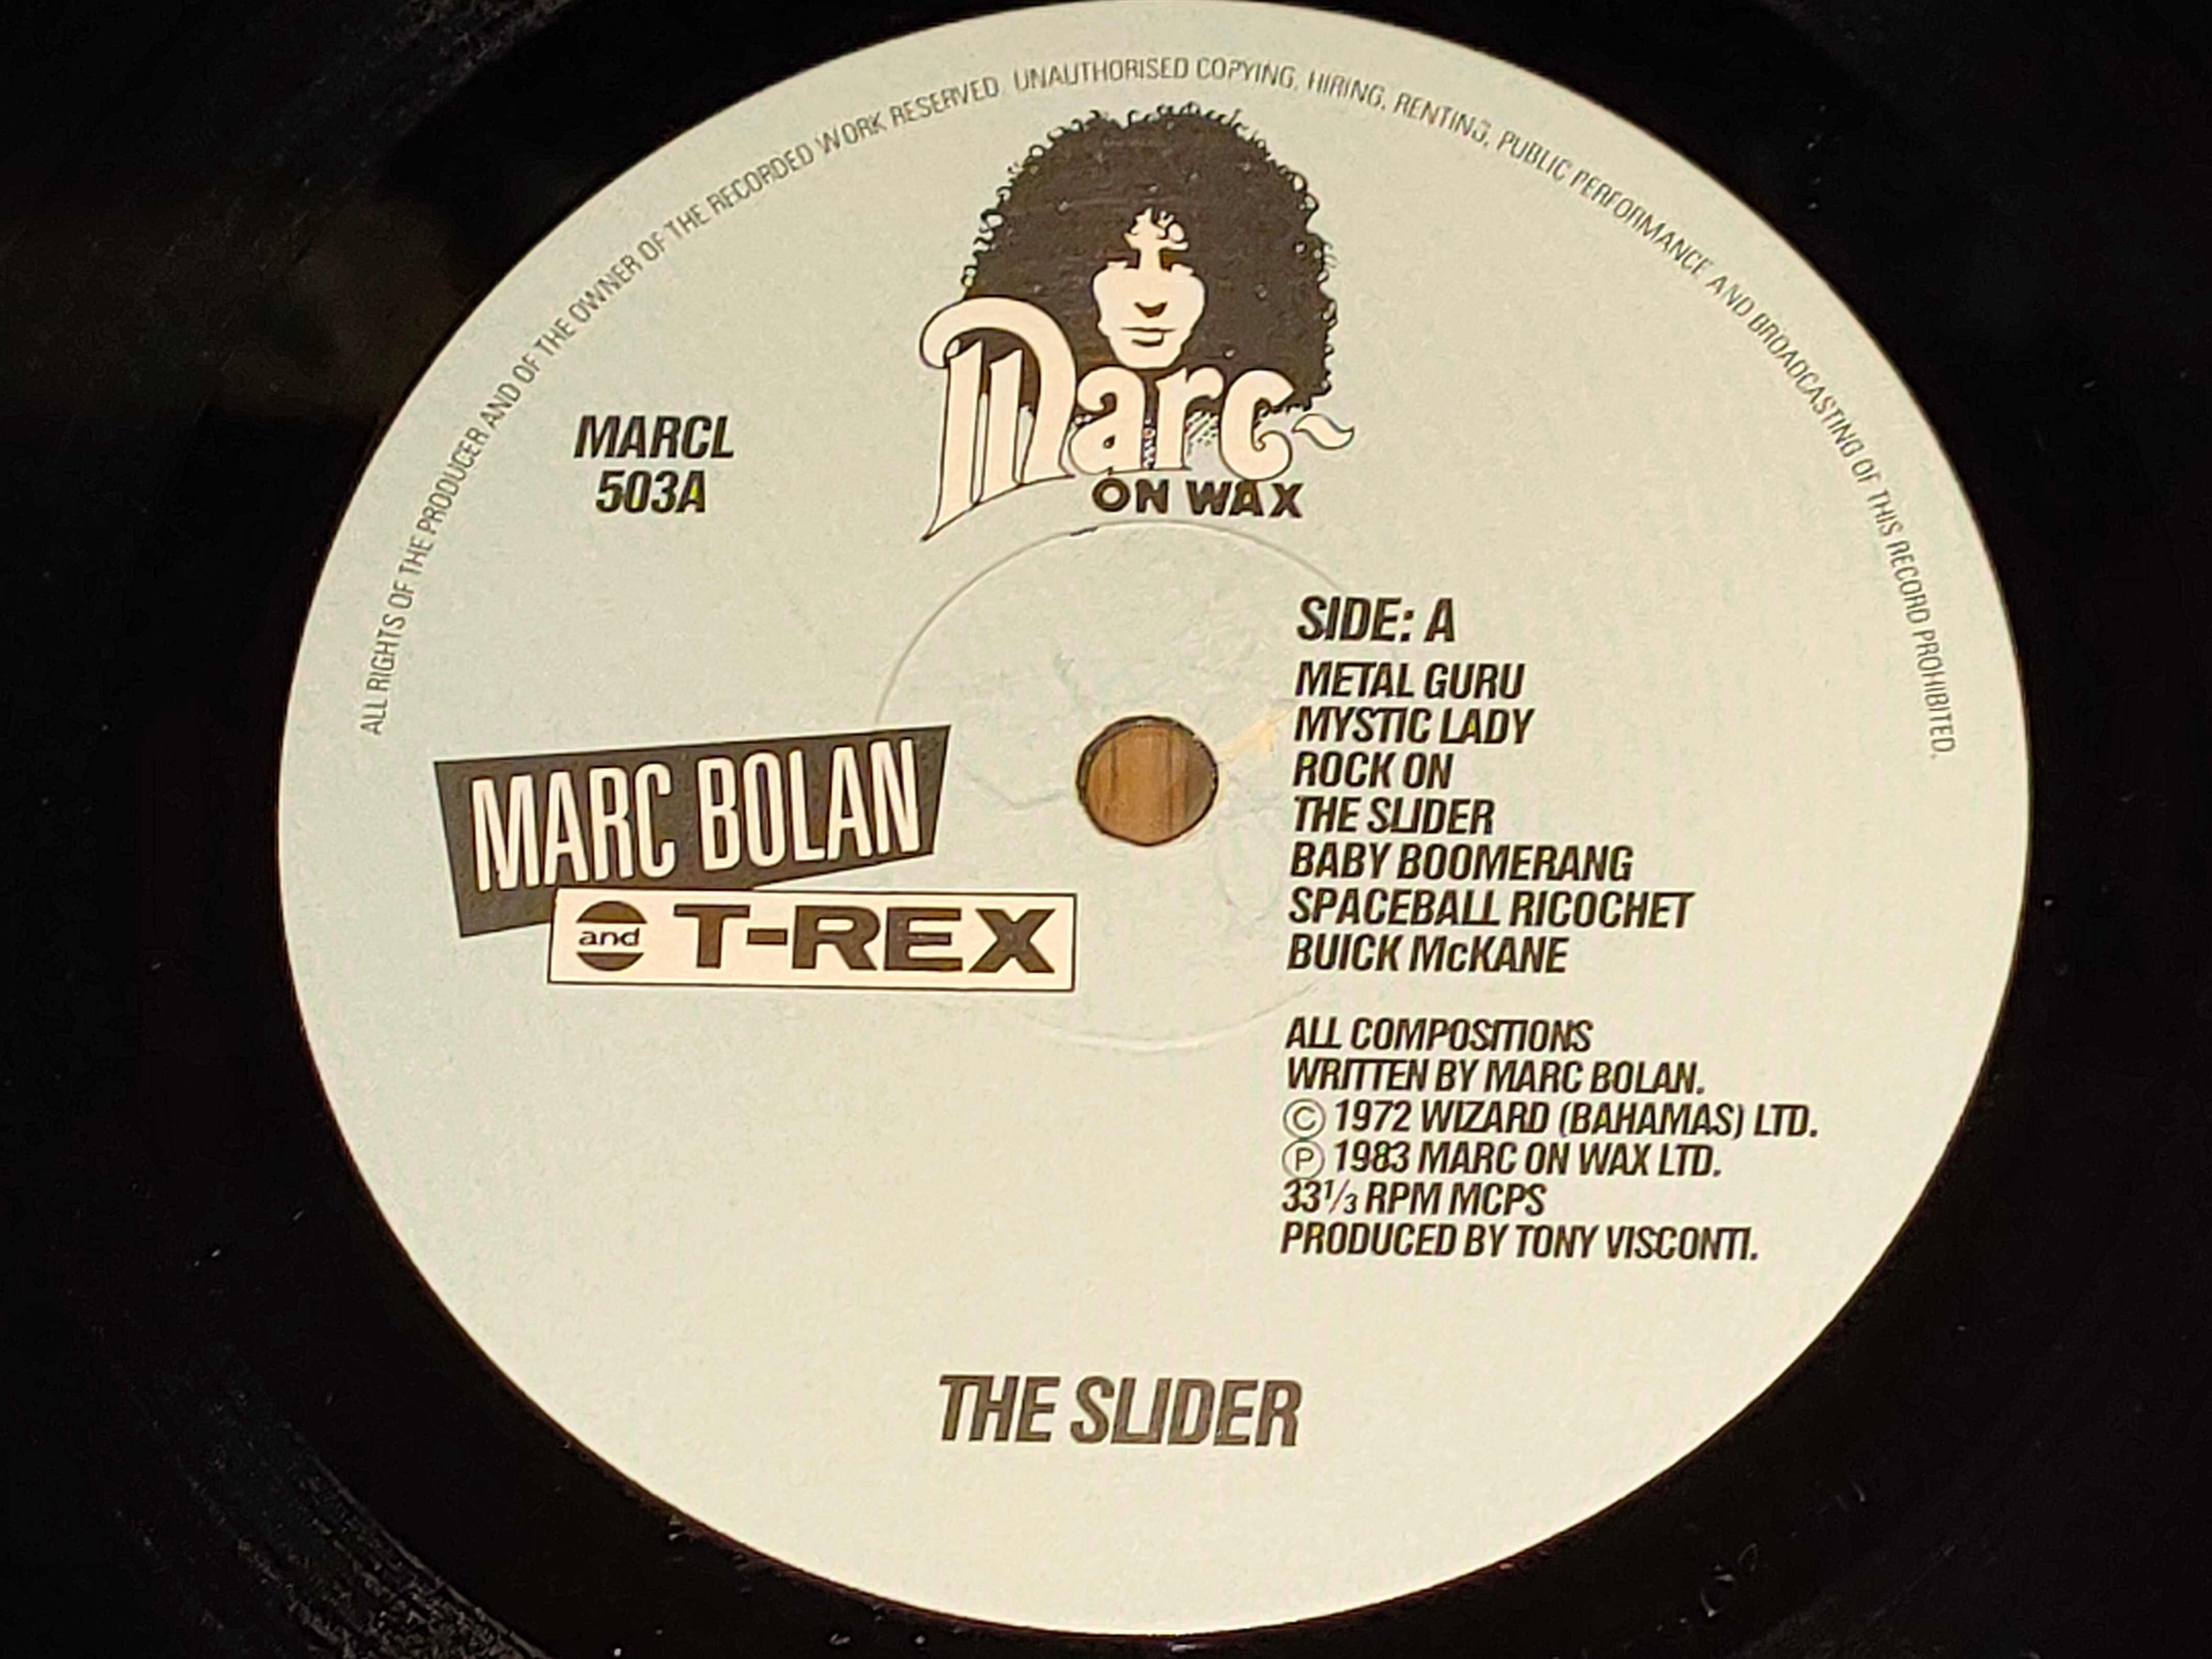 ALL RIGHTS OF THE PRODUCER AND OF THE OWNER OF THE RECORDED WORK RESERVED UNAUTHORISED COPYING, HIRING, RENTING, PUBLIC PERFORMANCE AND BROADCASTING OF THIS RECORD PROHIBITED.
Marc
ON WAX
MARCL
503A
MARC BOLAN
and T-REX
SIDE: A
METAL GURU
MYSTIC LADY
ROCK ON
THE SLIDER
BABY BOOMERANG
SPACEBALL RICOCHET
BUICK McKANE
ALL COMPOSITIONS
WRITTEN BY MARC BOLAN.
Ⓒ 1972 WIZARD (BAHAMAS) LTD.
Ⓟ 1983 MARC ON WAX LTD.
33⅓ RPM MCPS
PRODUCED BY TONY VISCONTI.
THE SLIDER